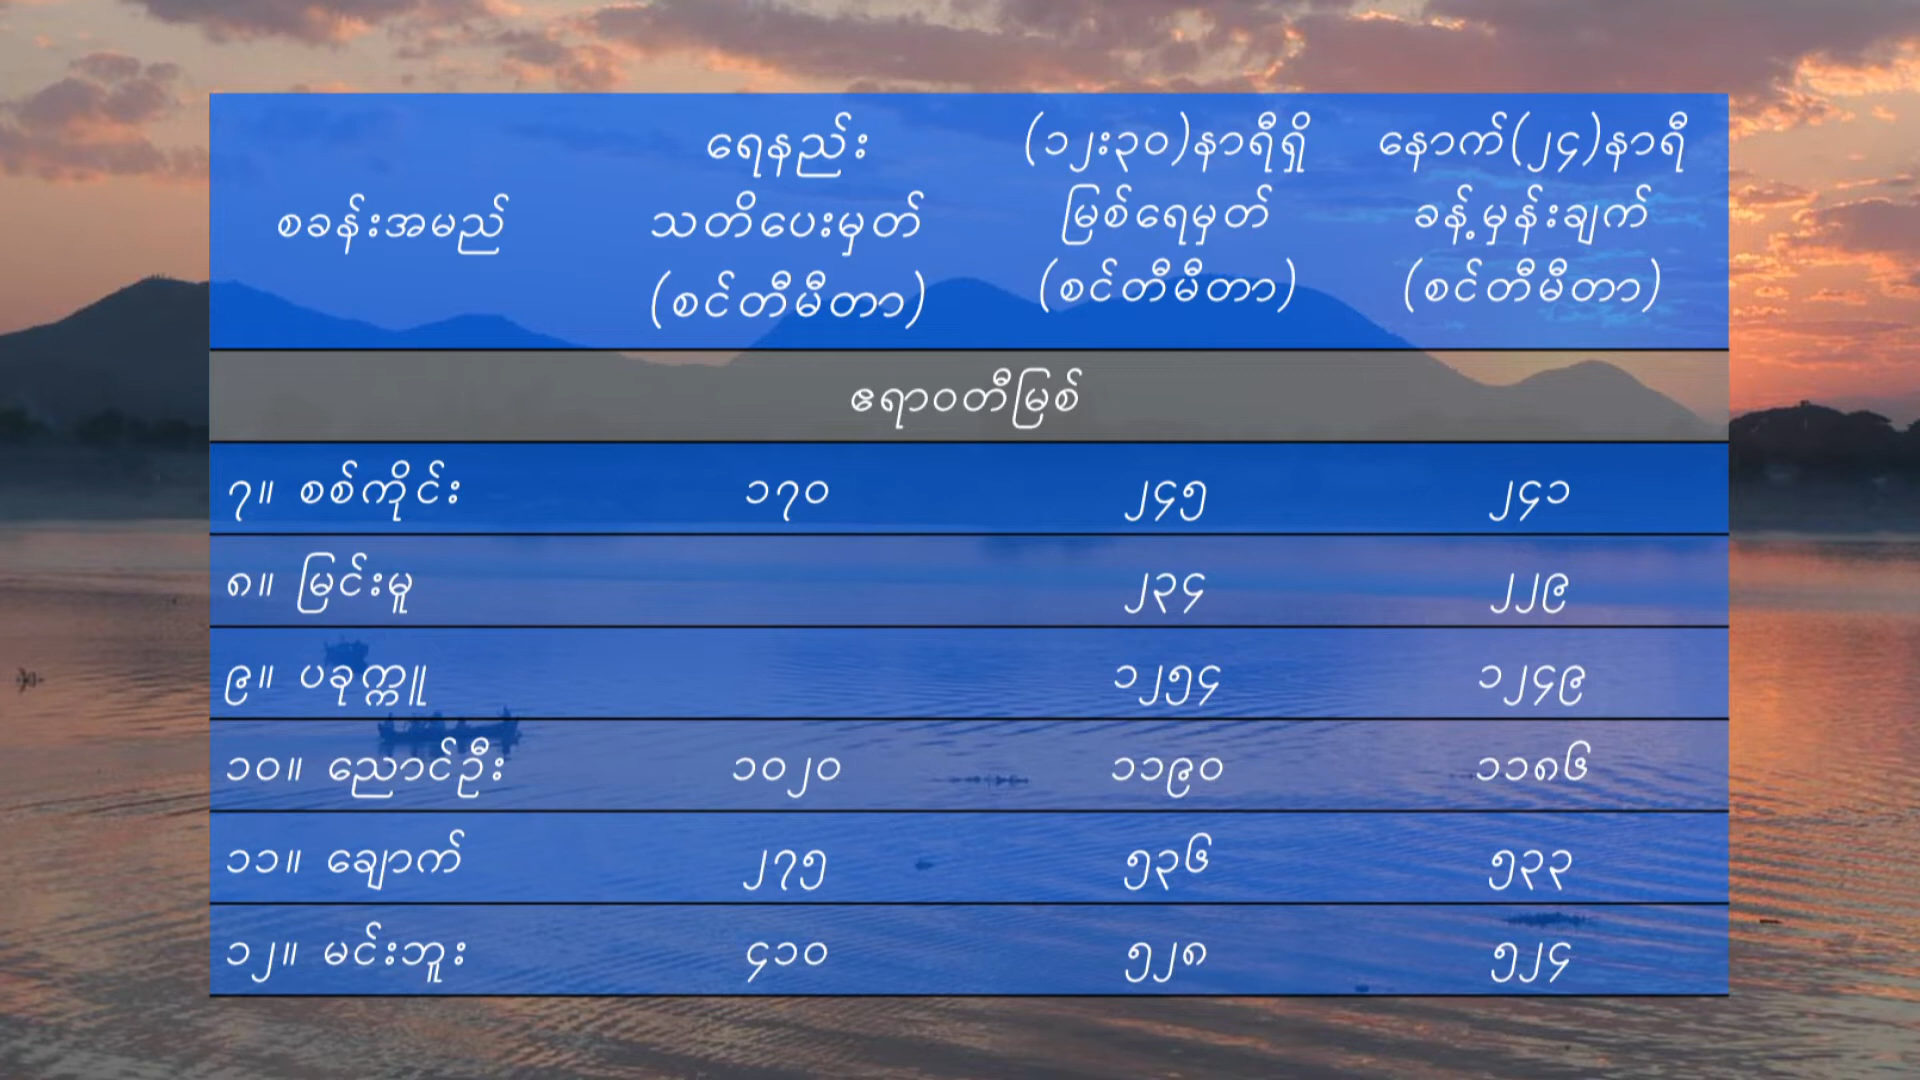 စခန်းအမည်
ရေနည်း
သတိပေးမှတ်
(စင်တီမီတာ)
(၁၂း၃၀)နာရီရှိ
မြစ်ရေမှတ်
(စင်တီမီတာ)
နောက်(၂၄)နာရီ
ခန့်မှန်းချက်
(စင်တီမီတာ)
ဧရာဝတီမြစ်
၇။ စစ်ကိုင်း ၁၇၀ ၂၄၅ ၂၄၁
၈။ မြင်းမူ ၂၃၄ ၂၂၉
၉။ ပခုက္ကူ ၁၂၅၄ ၁၂၄၉
၁၀။ ညောင်ဦး ၁၀၂၀ ၁၁၉၀ ၁၁၈၆
၁၁။ ချောက် ၂၇၅ ၅၃၆ ၅၃၃
၁၂။ မင်းဘူး ၄၁၀ ၅၂၈ ၅၂၄